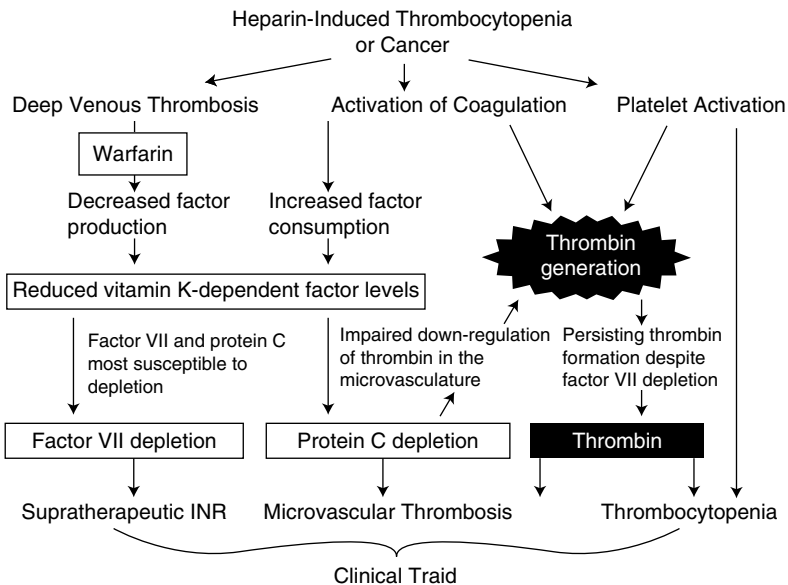 Heparin-Induced Thrombocytopenia
or Cancer
Deep Venous Thrombosis
Activation of Coagulation
Platelet Activation
Warfarin
Decreased factor
production
Increased factor
consumption
Thrombin
generation
Reduced vitamin K-dependent factor levels
Factor VII and protein C
most susceptible to
depletion
Impaired down-regulation
of thrombin in the
microvasculature
Persisting thrombin
formation despite
factor VII depletion
Factor VII depletion
Protein C depletion
Thrombin
Supratherapeutic INR
Microvascular Thrombosis
Thrombocytopenia
Clinical Traid